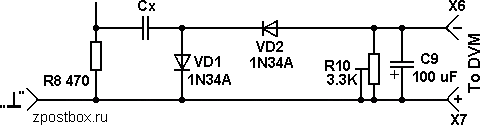 Cx
X6
VD2
1N34A
VD1
1N34A
R8 470
R10
3.3K
C9
+
100 uF
To DVM
−
+
"⊥"
X7
zpostbox.ru